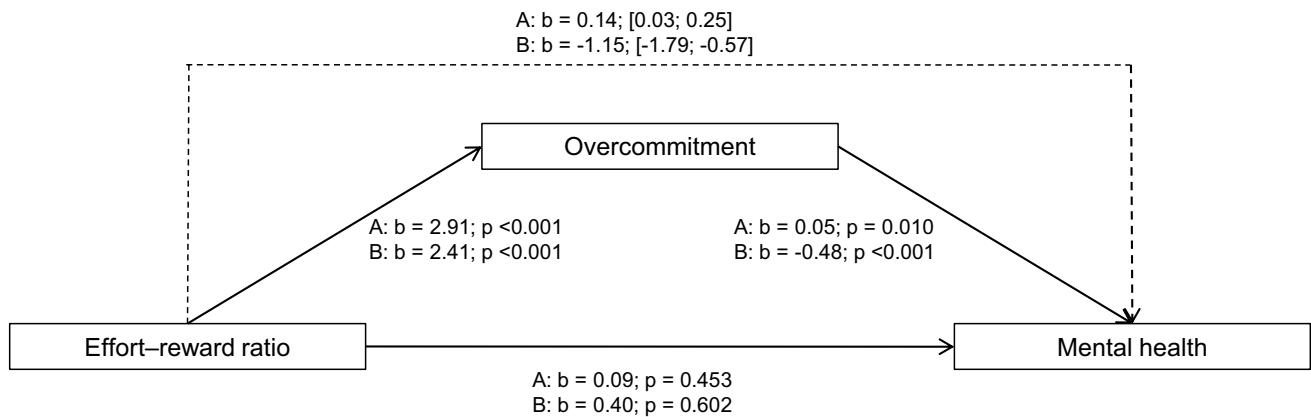 A: b = 0.14; [0.03; 0.25]
B: b = -1.15; [-1.79; -0.57]
Overcommitment
A: b = 2.91; p <0.001
B: b = 2.41; p <0.001
A: b = 0.05; p = 0.010
B: b = -0.48; p <0.001
Effort–reward ratio
Mental health
A: b = 0.09; p = 0.453
B: b = 0.40; p = 0.602